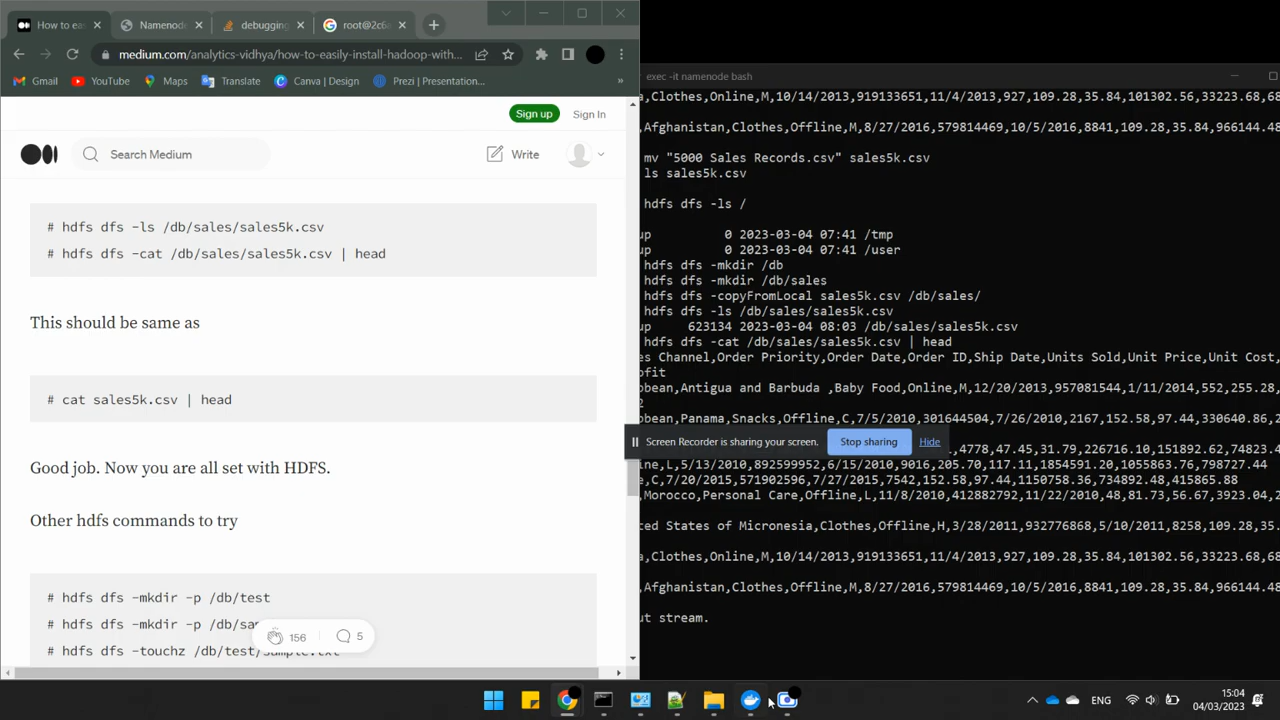 How to eas
Namenode
debugging
root@2c6a
medium.com/analytics-vidhya/how-to-easily-install-hadoop-with...
Gmail
YouTube
Maps
Translate
Canva | Design
Prezi | Presentation...
»
Sign up
Sign In
Search Medium
Write
# hdfs dfs -ls /db/sales/sales5k.csv
# hdfs dfs -cat /db/sales/sales5k.csv | head
This should be same as
# cat sales5k.csv | head
Good job. Now you are all set with HDFS.
Other hdfs commands to try
# hdfs dfs -mkdir -p /db/test
# hdfs dfs -mkdir -p /db/sa
# hdfs dfs -touchz /db/test/sample.txt
156
5
exec -it namenode bash
a,Clothes,Online,M,10/14/2013,919133651,11/4/2013,927,109.28,35.84,101302.56,33223.68,68
Afghanistan,Clothes,Offline,M,8/27/2016,579814469,10/5/2016,8841,109.28,35.84,966144.48
mv "5000 Sales Records.csv" sales5k.csv
ls sales5k.csv
hdfs dfs -ls /
up 0 2023-03-04 07:41 /tmp
up 0 2023-03-04 07:41 /user
hdfs dfs -mkdir /db
hdfs dfs -mkdir /db/sales
hdfs dfs -copyFromLocal sales5k.csv /db/sales/
hdfs dfs -ls /db/sales/sales5k.csv
up 623134 2023-03-04 08:03 /db/sales/sales5k.csv
hdfs dfs -cat /db/sales/sales5k.csv | head
es Channel,Order Priority,Order Date,Order ID,Ship Date,Units Sold,Unit Price,Unit Cost,
ofit
bean,Antigua and Barbuda ,Baby Food,Online,M,12/20/2013,957081544,1/11/2014,552,255.28
2
bean,Panama,Snacks,Offline,C,7/5/2010,301644504,7/26/2010,2167,152.58,97.44,330640.86,
Screen Recorder is sharing your screen.
Stop sharing
Hide
,4778,47.45,31.79,226716.10,151892.62,74823.4
ine,L,5/13/2010,892599952,6/15/2010,9016,205.70,117.11,1854591.20,1055863.76,798727.44
ne,C,7/20/2015,571902596,7/27/2015,7542,152.58,97.44,1150758.36,734892.48,415865.88
,Morocco,Personal Care,Offline,L,11/8/2010,412882792,11/22/2010,48,81.73,56.67,3923.04,2
ted States of Micronesia,Clothes,Offline,H,3/28/2011,932776868,5/10/2011,8258,109.28,35.
a,Clothes,Online,M,10/14/2013,919133651,11/4/2013,927,109.28,35.84,101302.56,33223.68,68
Afghanistan,Clothes,Offline,M,8/27/2016,579814469,10/5/2016,8841,109.28,35.84,966144.48
ut stream.
ENG
15:04
04/03/2023